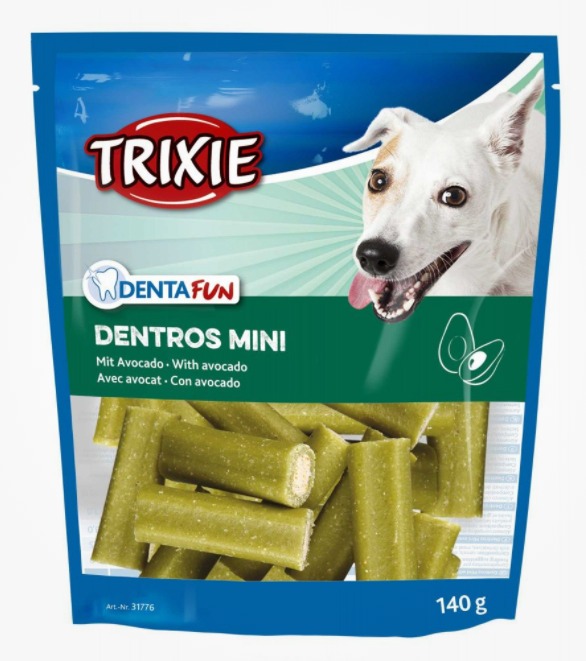 TRIXIE
DENTAFUN
DENTROS MINI
Mit Avocado • With avocado
Avec avocat • Con avocado
Art.-Nr. 31776
140 g